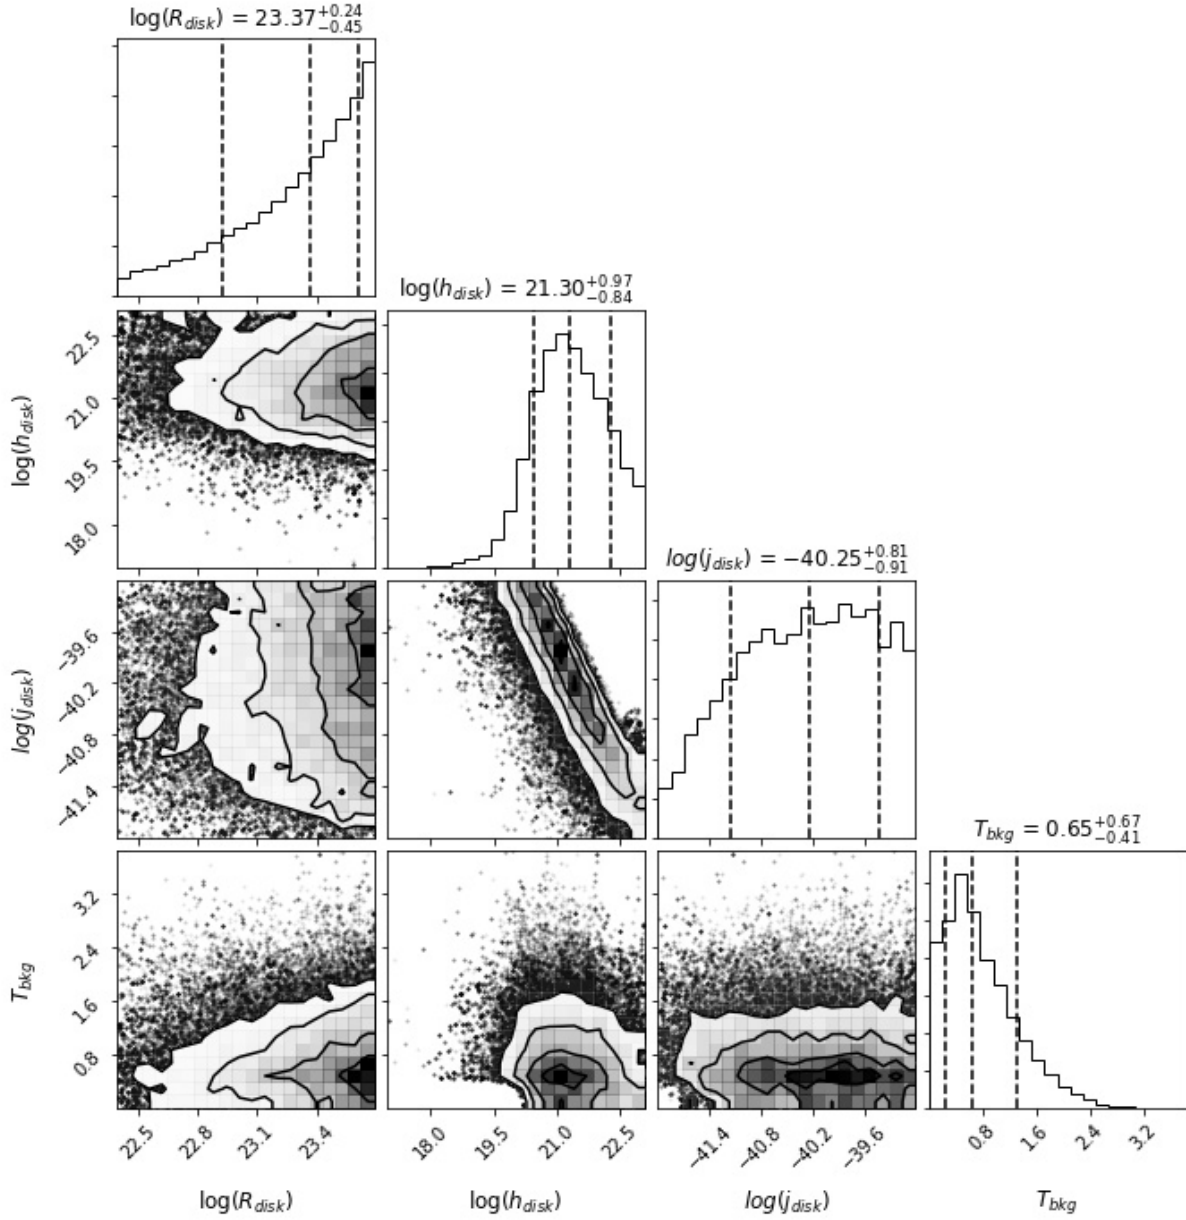 log(R_disk) = 23.37^{+0.24}_{−0.45}
log(h_disk) = 21.30^{+0.97}_{−0.84}
22.5
21.0
19.5
18.0
log(h_disk)
log(j_disk) = −40.25^{+0.81}_{−0.91}
−39.6
−40.2
−40.8
−41.4
log(j_disk)
T_bkg = 0.65^{+0.67}_{−0.41}
3.2
2.4
1.6
0.8
T_bkg
22.5 22.8 23.1 23.4 18.0 19.5 21.0 22.5 −41.4 −40.8 −40.2 −39.6 0.8 1.6 2.4 3.2
log(R_disk) log(h_disk) log(j_disk) T_bkg